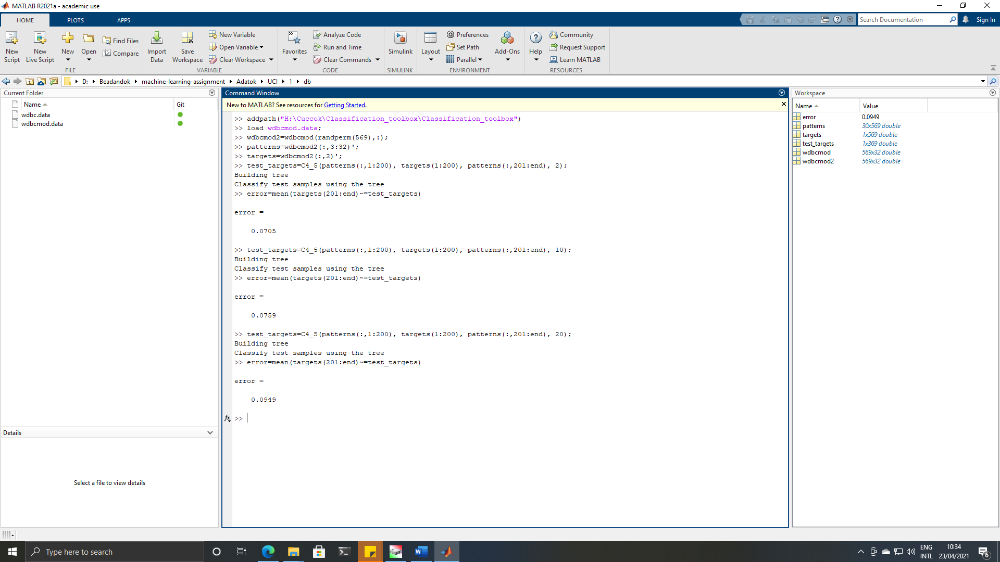 MATLAB R2021a - academic use
HOME PLOTS APPS
Search Documentation
Sign In
New Script
New Live Script
New
Open
Find Files
Compare
FILE
Import Data
Save Workspace
New Variable
Open Variable
Clear Workspace
VARIABLE
Favorites
Analyze Code
Run and Time
Clear Commands
CODE
Simulink
SIMULINK
Layout
Preferences
Set Path
Parallel
Add-Ons
ENVIRONMENT
Help
Community
Request Support
Learn MATLAB
RESOURCES
D: Beadandok machine-learning-assignment Adatok UCI 1 db
Current Folder
Name Git
wdbc.data
wdbcmod.data
Details
Select a file to view details
Command Window
New to MATLAB? See resources for Getting Started.
>> addpath("H:\Cuccok\Classification_toolbox\Classification_toolbox")
>> load wdbcmod.data;
>> wdbcmod2=wdbcmod(randperm(569),:);
>> patterns=wdbcmod2(:,3:32)';
>> targets=wdbcmod2(:,2)';
>> test_targets=C4_5(patterns(:,1:200), targets(1:200), patterns(:,201:end), 2);
Building tree
Classify test samples using the tree
>> error=mean(targets(201:end)~=test_targets)
error =
0.0705
>> test_targets=C4_5(patterns(:,1:200), targets(1:200), patterns(:,201:end), 10);
Building tree
Classify test samples using the tree
>> error=mean(targets(201:end)~=test_targets)
error =
0.0759
>> test_targets=C4_5(patterns(:,1:200), targets(1:200), patterns(:,201:end), 20);
Building tree
Classify test samples using the tree
>> error=mean(targets(201:end)~=test_targets)
error =
0.0949
fx >>
Workspace
Name Value
error 0.0949
patterns 30x569 double
targets 1x569 double
test_targets 1x369 double
wdbcmod 569x32 double
wdbcmod2 569x32 double
Type here to search
ENG
INTL
10:34
23/04/2021
6